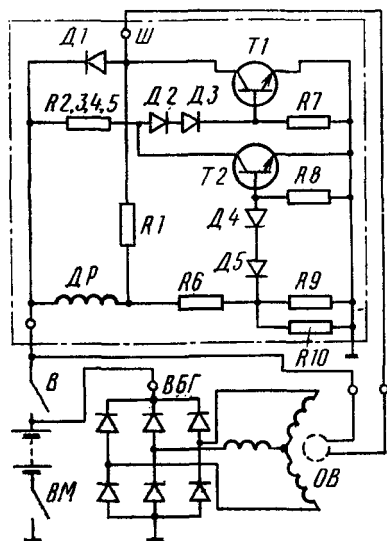 Д1 Ш Т1
R2,3,4,5 Д2 Д3 R7
Т2
R8
R1 Д4
Д5
ДР R6 R9
R10
В ВБГ
ВМ ОВ